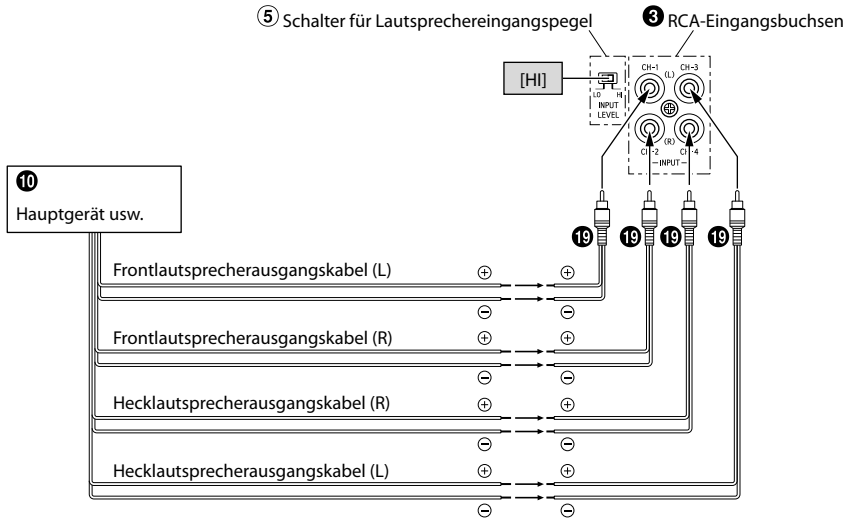 ⑤ Schalter für Lautsprechereingangspegel ❸ RCA-Eingangsbuchsen
[HI]
LO HI
INPUT
LEVEL
CH-1 (L) CH-3
(R)
CH-2 CH-4
INPUT
❿
Hauptgerät usw.
⓳ ⓳ ⓳ ⓳
Frontlautsprecherausgangskabel (L) ⊕ ⊕
⊖ ⊖
Frontlautsprecherausgangskabel (R) ⊕ ⊕
⊖ ⊖
Hecklautsprecherausgangskabel (R) ⊕ ⊕
⊖ ⊖
Hecklautsprecherausgangskabel (L) ⊕ ⊕
⊖ ⊖